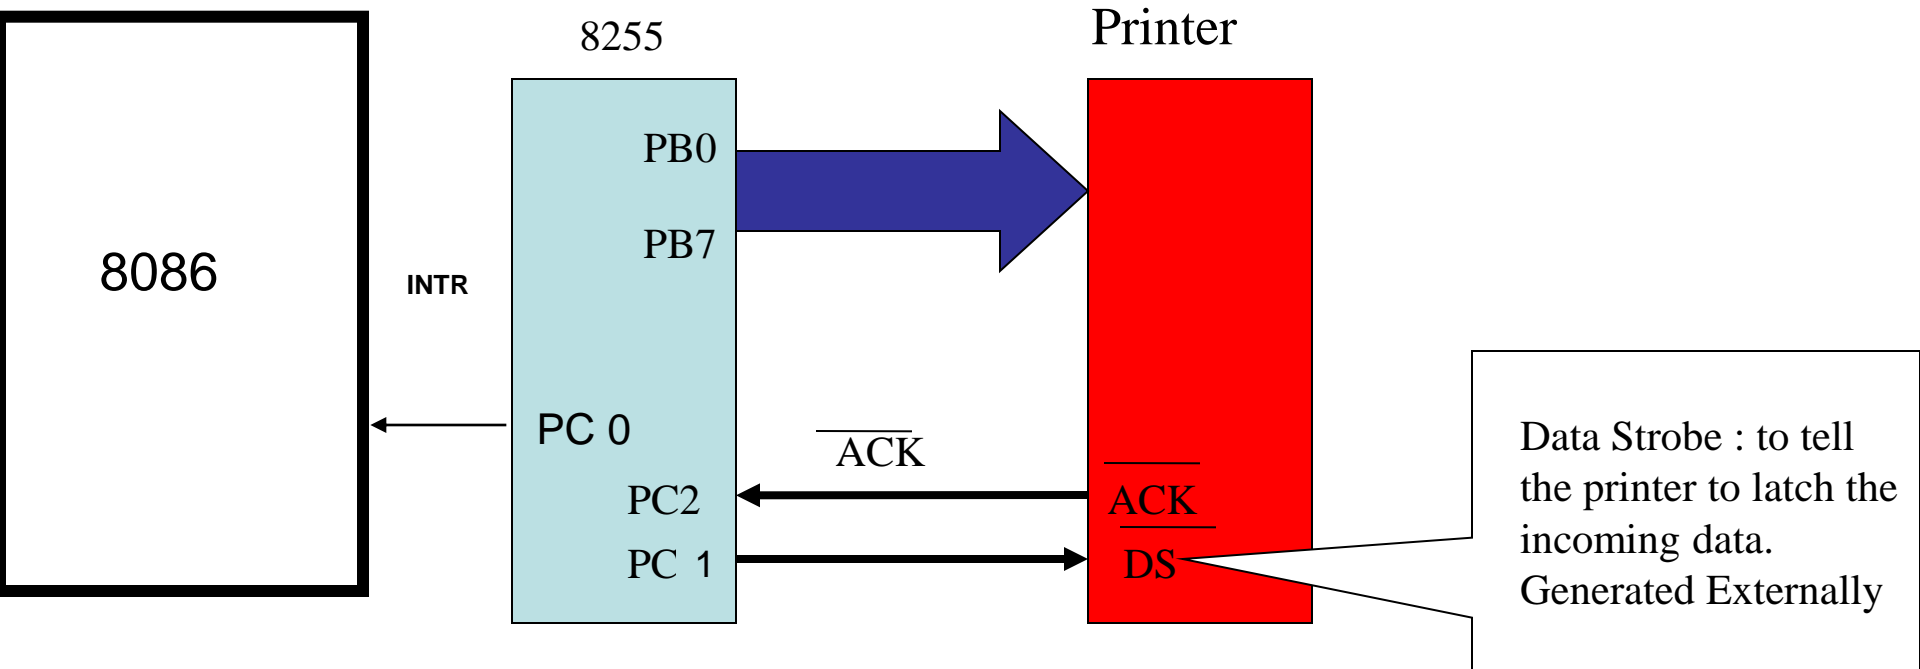 8255
Printer
PB0
PB7
8086
INTR
PC 0
ACK
PC2
ACK
PC 1
DS
Data Strobe : to tell
the printer to latch the
incoming data.
Generated Externally